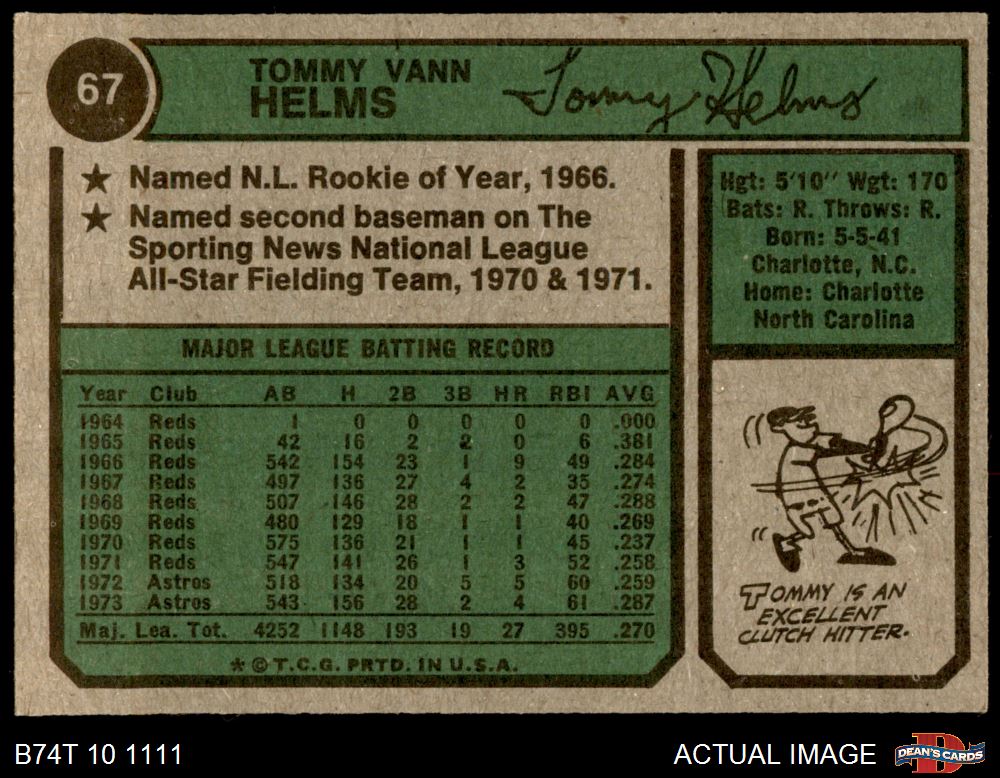 67
TOMMY VANN
HELMS
Tommy Helms
★ Named N.L. Rookie of Year, 1966.
★ Named second baseman on The
Sporting News National League
All-Star Fielding Team, 1970 & 1971.
Hgt: 5'10" Wgt: 170
Bats: R. Throws: R.
Born: 5-5-41
Charlotte, N.C.
Home: Charlotte
North Carolina
MAJOR LEAGUE BATTING RECORD
Year Club AB H 2B 3B HR RBI AVG
1964 Reds 1 0 0 0 0 0 .000
1965 Reds 42 16 2 2 0 6 .381
1966 Reds 542 154 23 1 9 49 .284
1967 Reds 497 136 27 4 2 35 .274
1968 Reds 507 146 28 2 2 47 .288
1969 Reds 480 129 18 1 1 40 .269
1970 Reds 575 136 21 1 1 45 .237
1971 Reds 547 141 26 1 3 52 .258
1972 Astros 518 134 20 5 5 60 .259
1973 Astros 543 156 28 2 4 61 .287
Maj. Lea. Tot. 4252 1148 193 19 27 395 .270
* © T.C.G. PRTD. IN U.S.A.
TOMMY IS AN
EXCELLENT
CLUTCH HITTER.
B74T 10 1111
ACTUAL IMAGE
DEAN'S CARDS